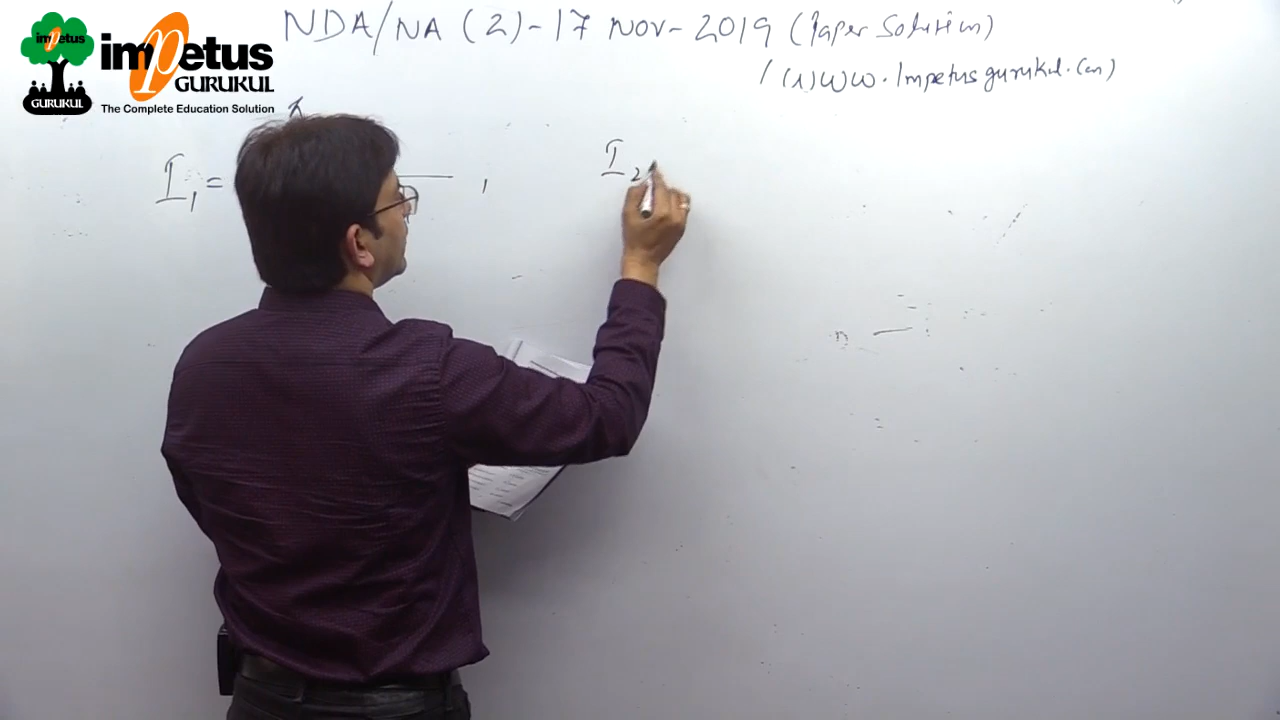 impetus GURUKUL
impetus GURUKUL
The Complete Education Solution
NDA/NA (2)-17 Nov-2019 (Paper Solution)
/ www.Impetusgurukul.com
I₁ =
,
I₂